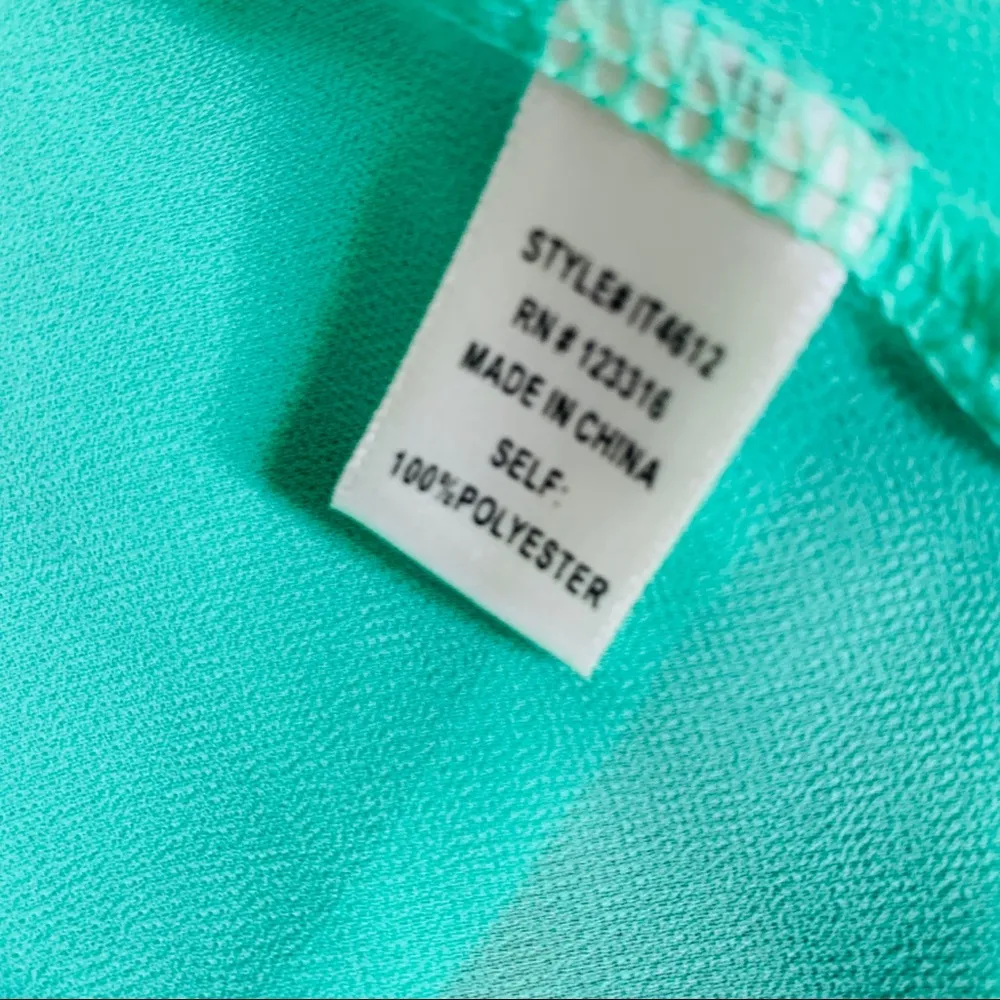 STYLE# IT4612
RN # 123316
MADE IN CHINA
SELF:
100%POLYESTER